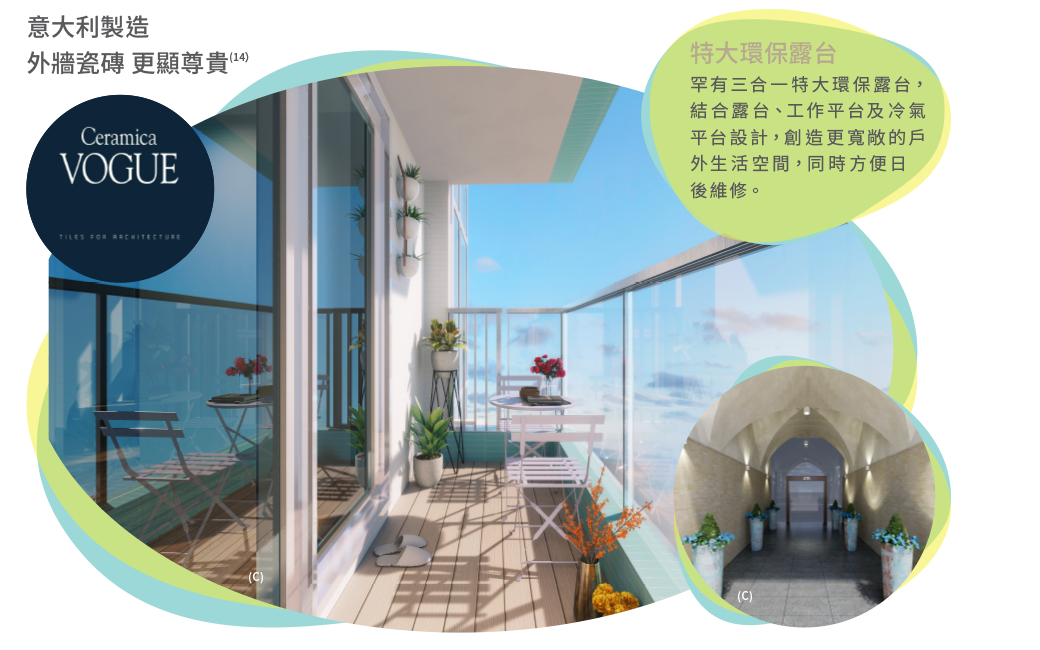 意大利製造
外牆瓷磚 更顯尊貴(14)
Ceramica
VOGUE
TILES FOR ARCHITECTURE
特大環保露台
罕有三合一特大環保露台，
結合露台、工作平台及冷氣
平台設計，創造更寬敞的戶
外生活空間，同時方便日
後維修。
(C)
(C)